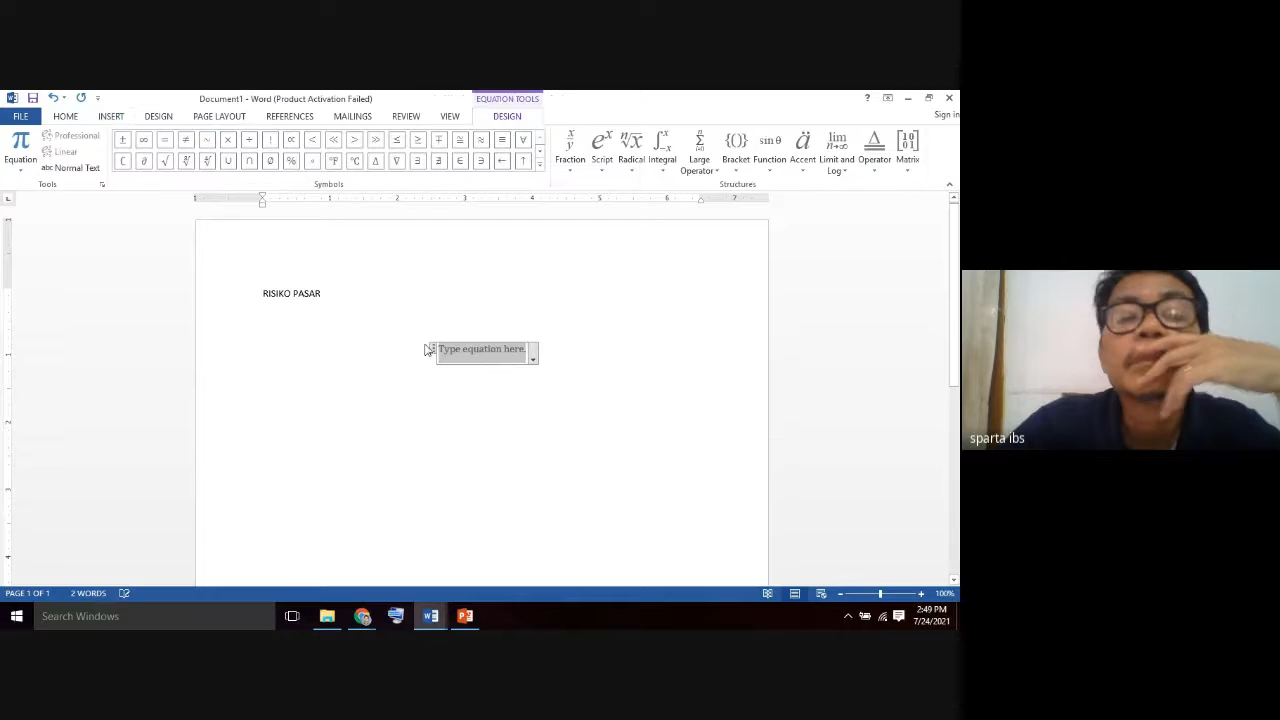 Document1 - Word (Product Activation Failed)
EQUATION TOOLS
FILE HOME INSERT DESIGN PAGE LAYOUT REFERENCES MAILINGS REVIEW VIEW DESIGN Sign in
π Equation
Professional
Linear
abc Normal Text
Tools
± ∞ = ≠ ~ × ÷ ! ∝ < ≪ > ≫ ≤ ≥ ∓ ≅ ≈ ≡ ∀
∁ ∂ √ ∛ ∜ ∪ ∩ ∅ % ° °F °C ∆ ∇ ∃ ∄ ∈ ∋ ← ↑
Symbols
Fraction Script Radical Integral Large Operator Bracket Function Accent Limit and Log Operator Matrix
Structures
RISIKO PASAR
Type equation here.
PAGE 1 OF 1 2 WORDS 100%
Search Windows
2:49 PM
7/24/2021
sparta ibs